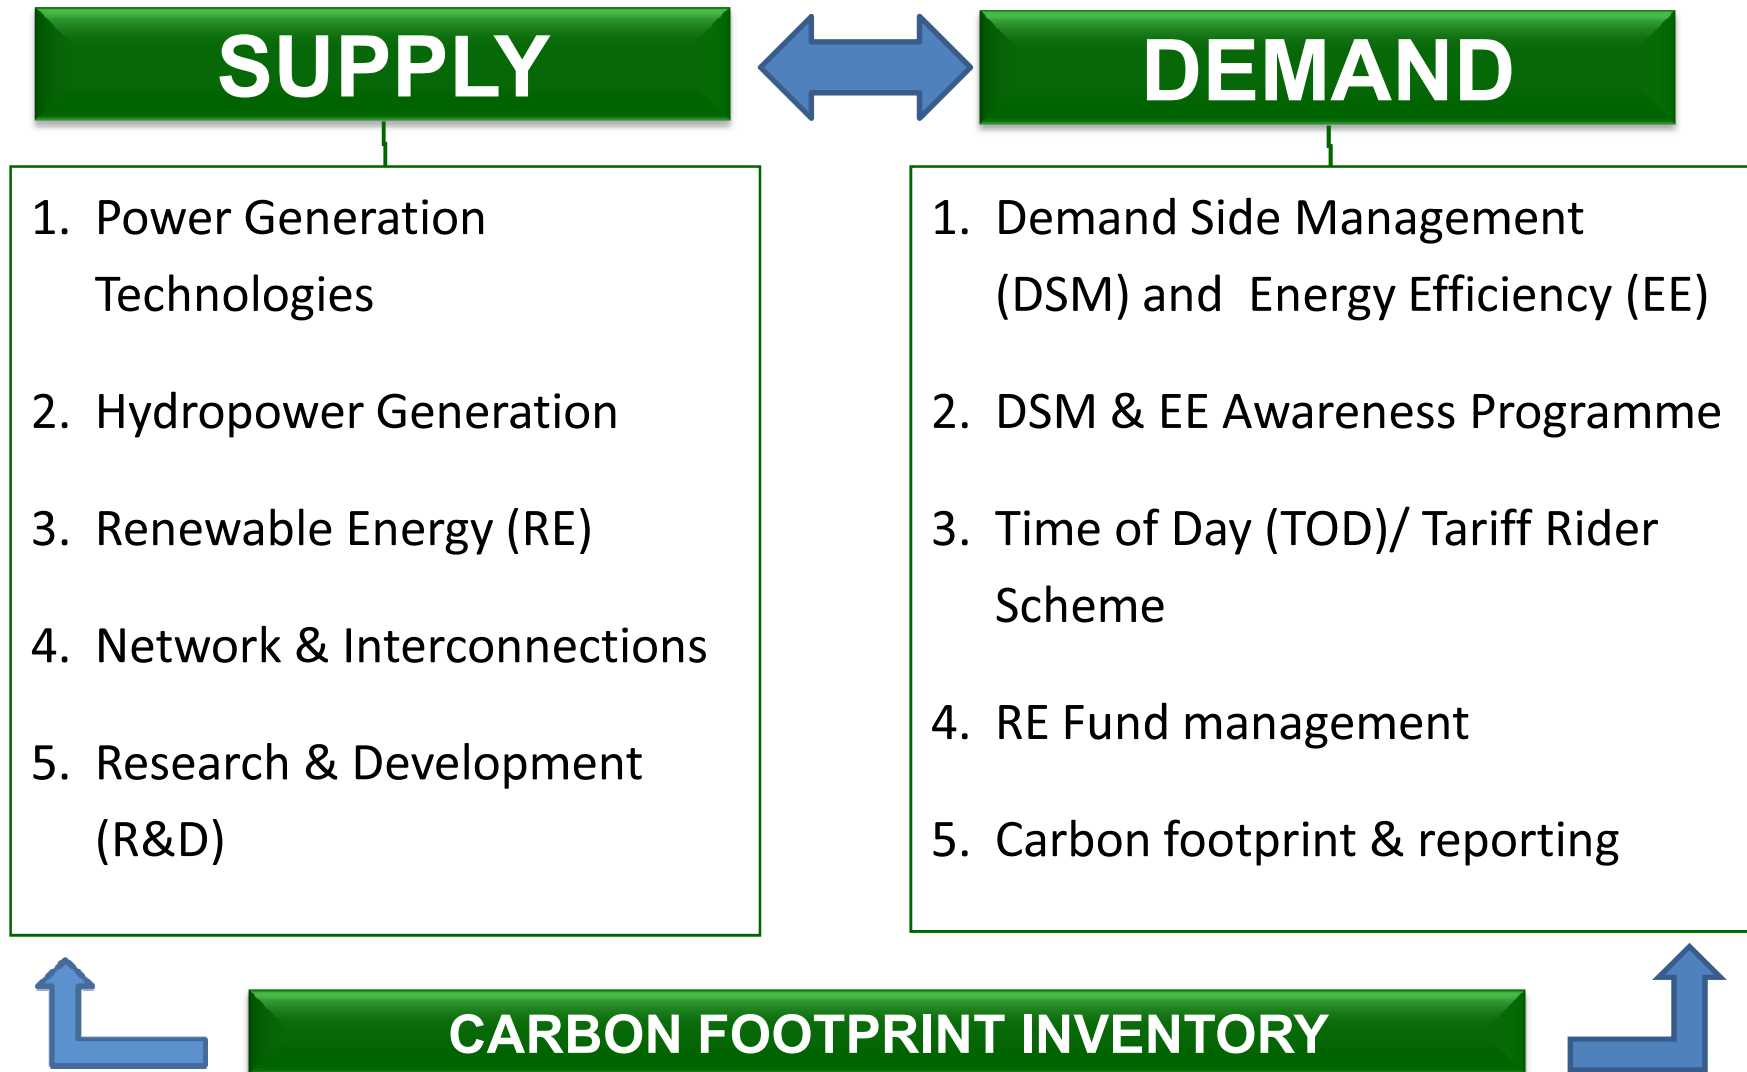 SUPPLY
DEMAND
1. Power Generation
Technologies
2. Hydropower Generation
3. Renewable Energy (RE)
4. Network & Interconnections
5. Research & Development
(R&D)
1. Demand Side Management
(DSM) and  Energy Efficiency (EE)
2. DSM & EE Awareness Programme
3. Time of Day (TOD)/ Tariff Rider
Scheme
4. RE Fund management
5. Carbon footprint & reporting
CARBON FOOTPRINT INVENTORY